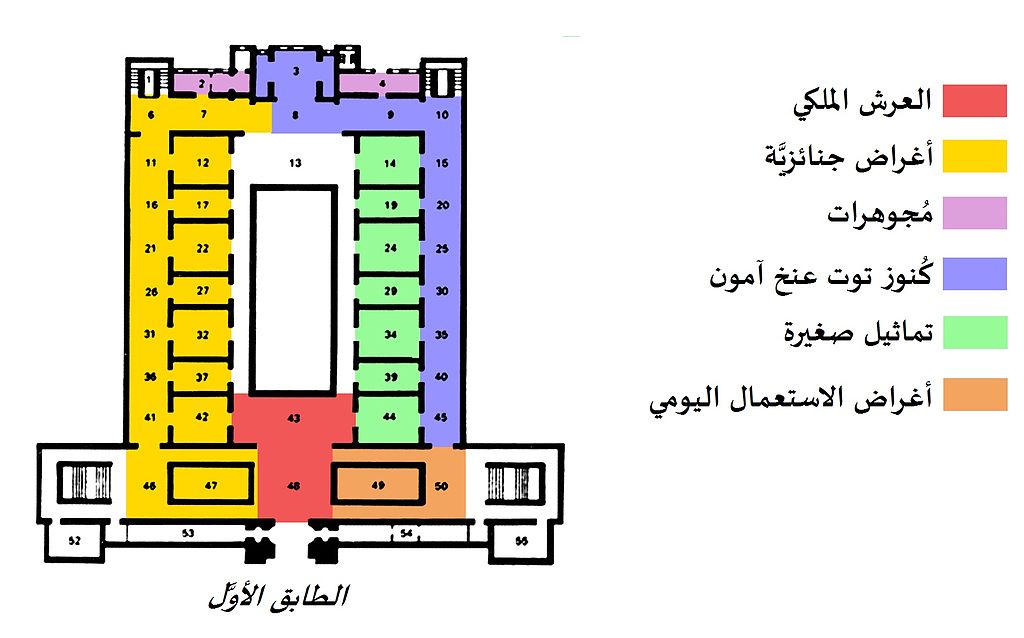 العرش الملكي
أغراض جنائزيَّة
مُجوهرات
كُنوز توت عنخ آمون
تماثيل صغيرة
أغراض الاستعمال اليومي
3
1 2 4
6 7 8 9 10
11 12 13 14 15
16 17 19 20
21 22 24 25
26 27 29 30
31 32 34 35
36 37 39 40
41 42 43 44 45
46 47 48 49 50
53 54
52 55
الطابق الأوَّل